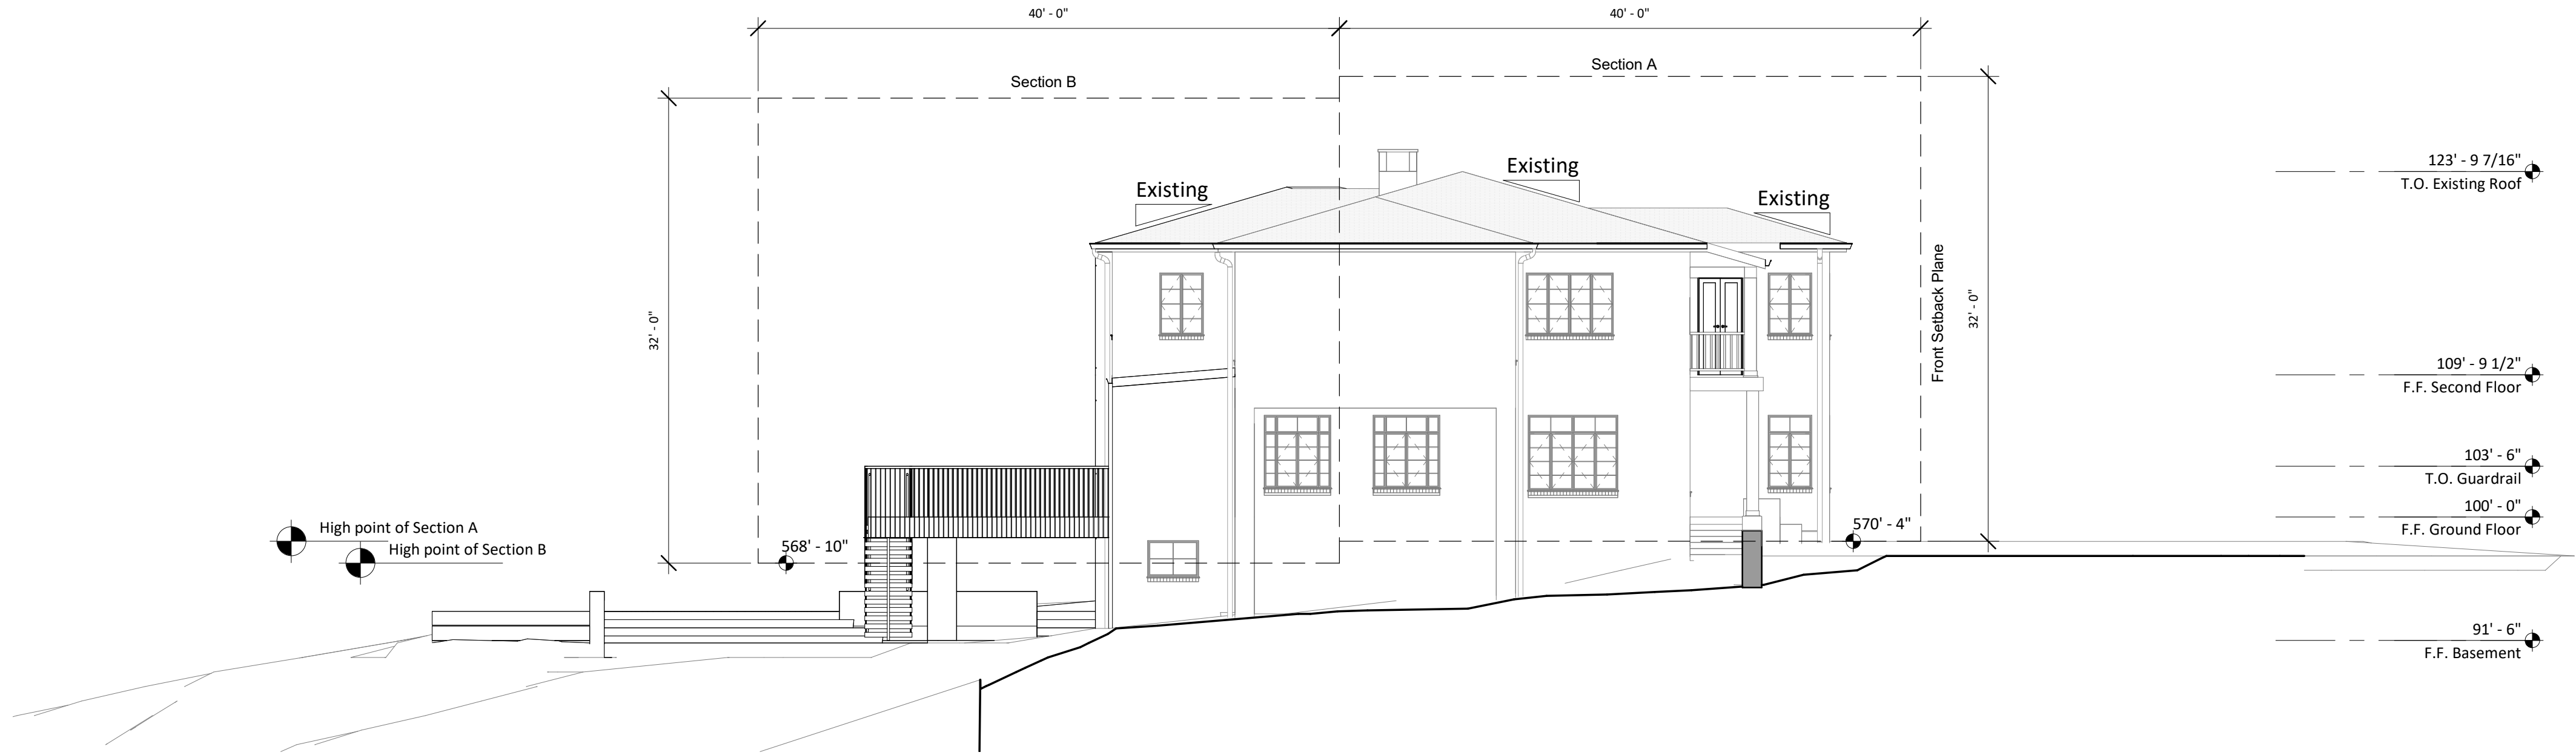 40' - 0"
40' - 0"
Section A
Section B
Existing
Existing
Existing
32' - 0"
Front Setback Plane
32' - 0"
123' - 9 7/16"
T.O. Existing Roof
109' - 9 1/2"
F.F. Second Floor
103' - 6"
T.O. Guardrail
100' - 0"
F.F. Ground Floor
High point of Section A
High point of Section B
568' - 10"
570' - 4"
91' - 6"
F.F. Basement